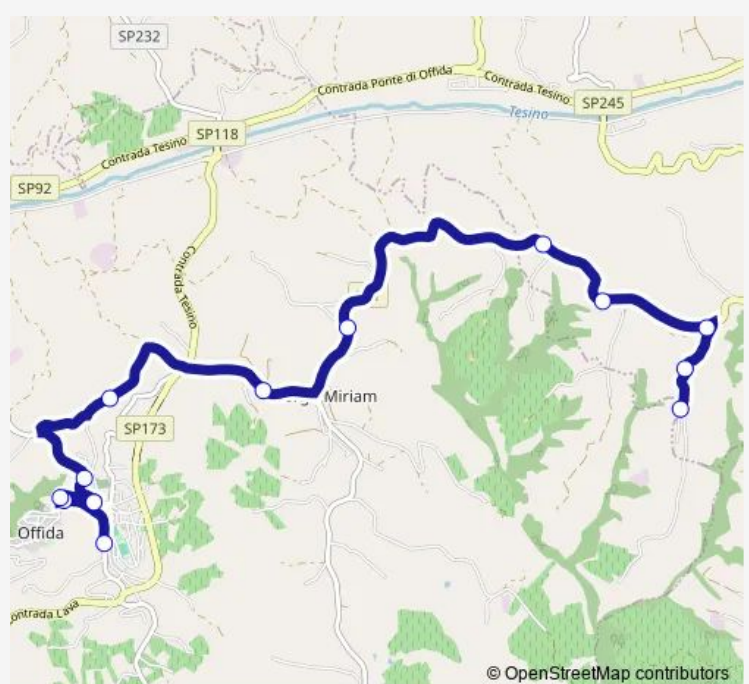 SP232
Contrada Ponte di Offida
Contrada Tesino
SP245
Tesino
SP118
Contrada Tesino
SP92
Contrada Tesino
Miriam
SP173
Offida
ontrada Lava
© OpenStreetMap contributors